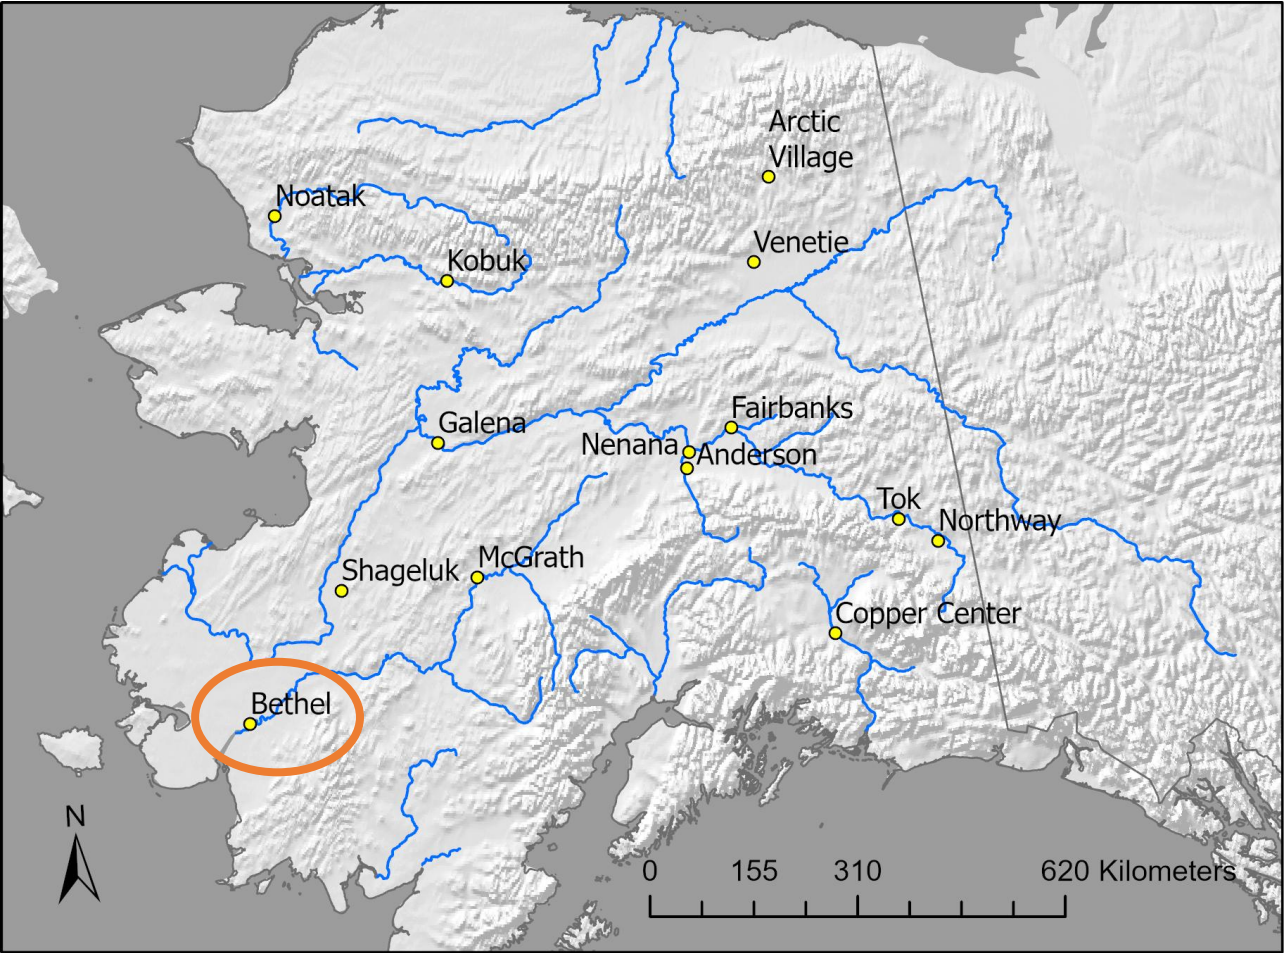 Arctic
Village
Noatak
Venetie
Kobuk
Fairbanks
Galena
Nenana
Anderson
Tok
Northway
McGrath
Shageluk
Copper Center
Bethel
N
0 155 310 620 Kilometers